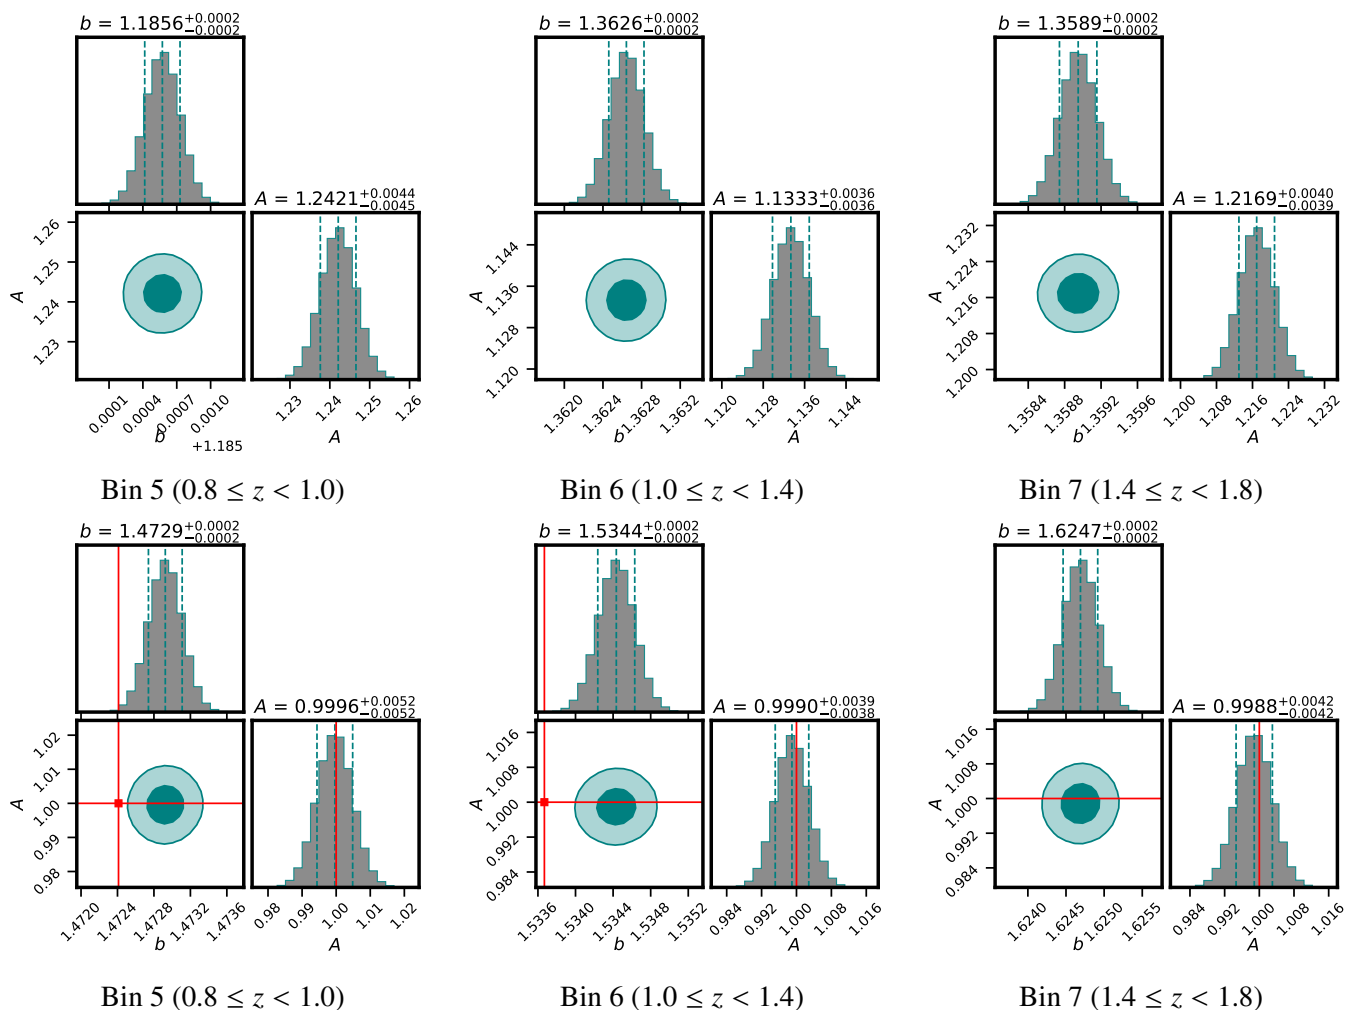 b = 1.1856 +0.0002 −0.0002
b = 1.3626 +0.0002 −0.0002
b = 1.3589 +0.0002 −0.0002
A = 1.2421 +0.0044 −0.0045
A = 1.1333 +0.0036 −0.0036
A = 1.2169 +0.0040 −0.0039
A
1.26
1.25
1.24
1.23
0.0001
0.0004
0.0007
0.0010
b
+1.185
1.23
1.24
1.25
1.26
A
A
1.144
1.136
1.128
1.120
1.3620
1.3624
1.3628
1.3632
b
1.120
1.128
1.136
1.144
A
A
1.232
1.224
1.216
1.208
1.200
1.3584
1.3588
1.3592
1.3596
b
1.200
1.208
1.216
1.224
1.232
A
Bin 5 (0.8 ≤ z < 1.0)
Bin 6 (1.0 ≤ z < 1.4)
Bin 7 (1.4 ≤ z < 1.8)
b = 1.4729 +0.0002 −0.0002
b = 1.5344 +0.0002 −0.0002
b = 1.6247 +0.0002 −0.0002
A = 0.9996 +0.0052 −0.0052
A = 0.9990 +0.0039 −0.0038
A = 0.9988 +0.0042 −0.0042
A
1.02
1.01
1.00
0.99
0.98
1.4720
1.4724
1.4728
1.4732
1.4736
b
0.98
0.99
1.00
1.01
1.02
A
A
1.016
1.008
1.000
0.992
0.984
1.5336
1.5340
1.5344
1.5348
1.5352
b
0.984
0.992
1.000
1.008
1.016
A
A
1.016
1.008
1.000
0.992
0.984
1.6240
1.6245
1.6250
1.6255
b
0.984
0.992
1.000
1.008
1.016
A
Bin 5 (0.8 ≤ z < 1.0)
Bin 6 (1.0 ≤ z < 1.4)
Bin 7 (1.4 ≤ z < 1.8)